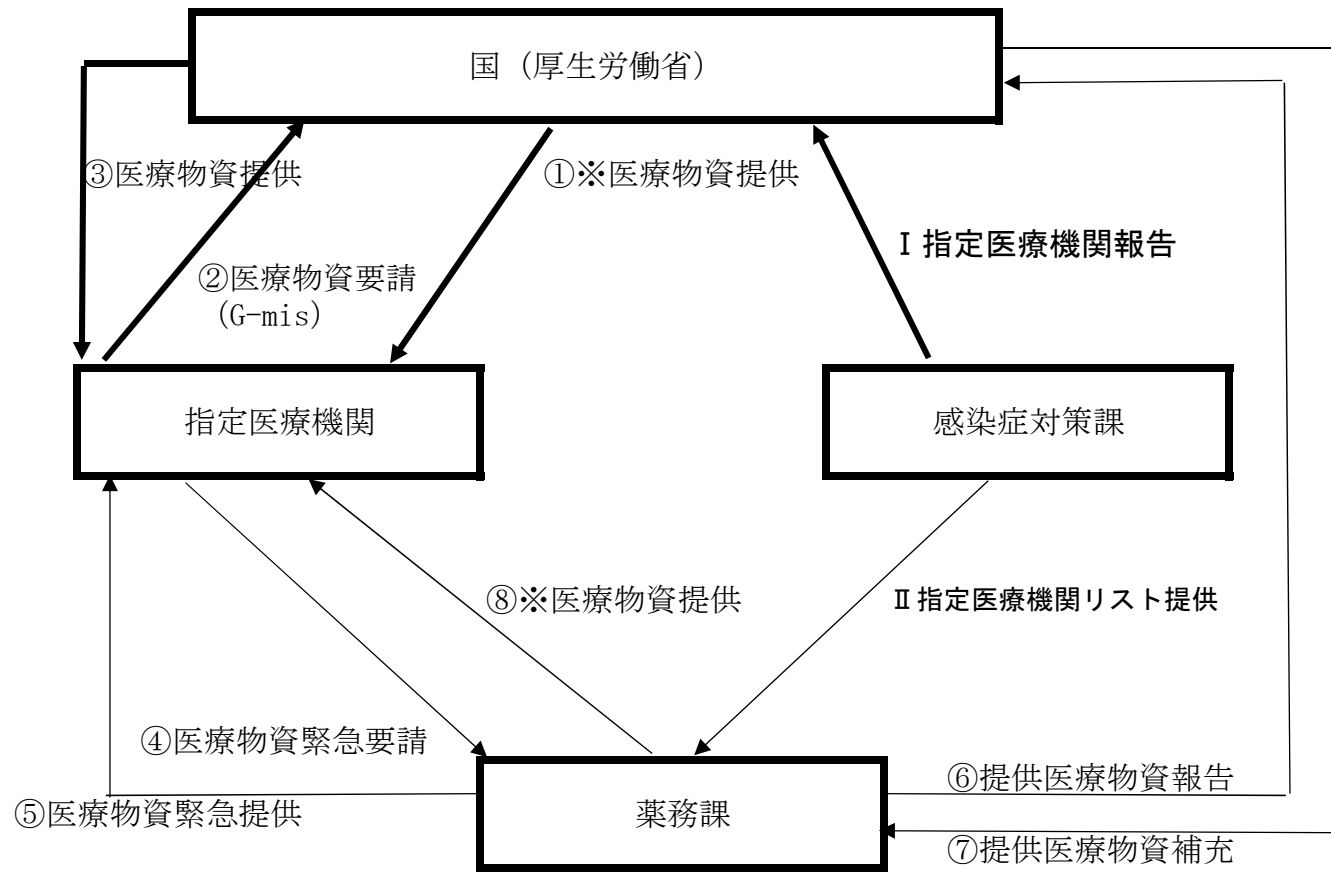 国（厚生労働省）
③医療物資提供
①※医療物資提供
Ⅰ指定医療機関報告
②医療物資要請
（G-mis）
指定医療機関
感染症対策課
⑧※医療物資提供
Ⅱ指定医療機関リスト提供
④医療物資緊急要請
⑤医療物資緊急提供
薬務課
⑥提供医療物資報告
⑦提供医療物資補充